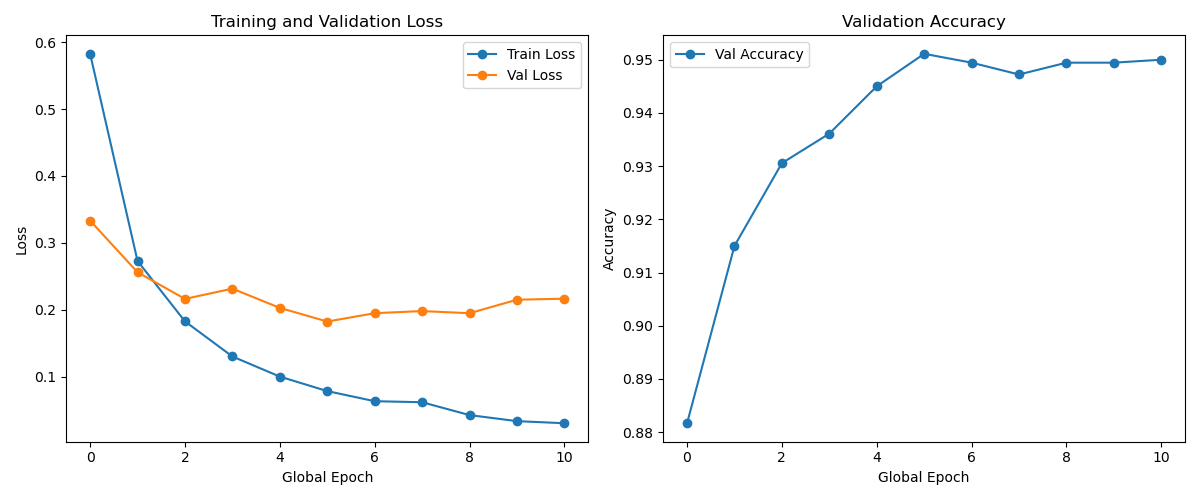 Training and Validation Loss
Train Loss
Val Loss
0.6
0.5
0.4
0.3
0.2
0.1
Loss
0 2 4 6 8 10
Global Epoch
Validation Accuracy
Val Accuracy
0.95
0.94
0.93
0.92
0.91
0.90
0.89
0.88
Accuracy
0 2 4 6 8 10
Global Epoch